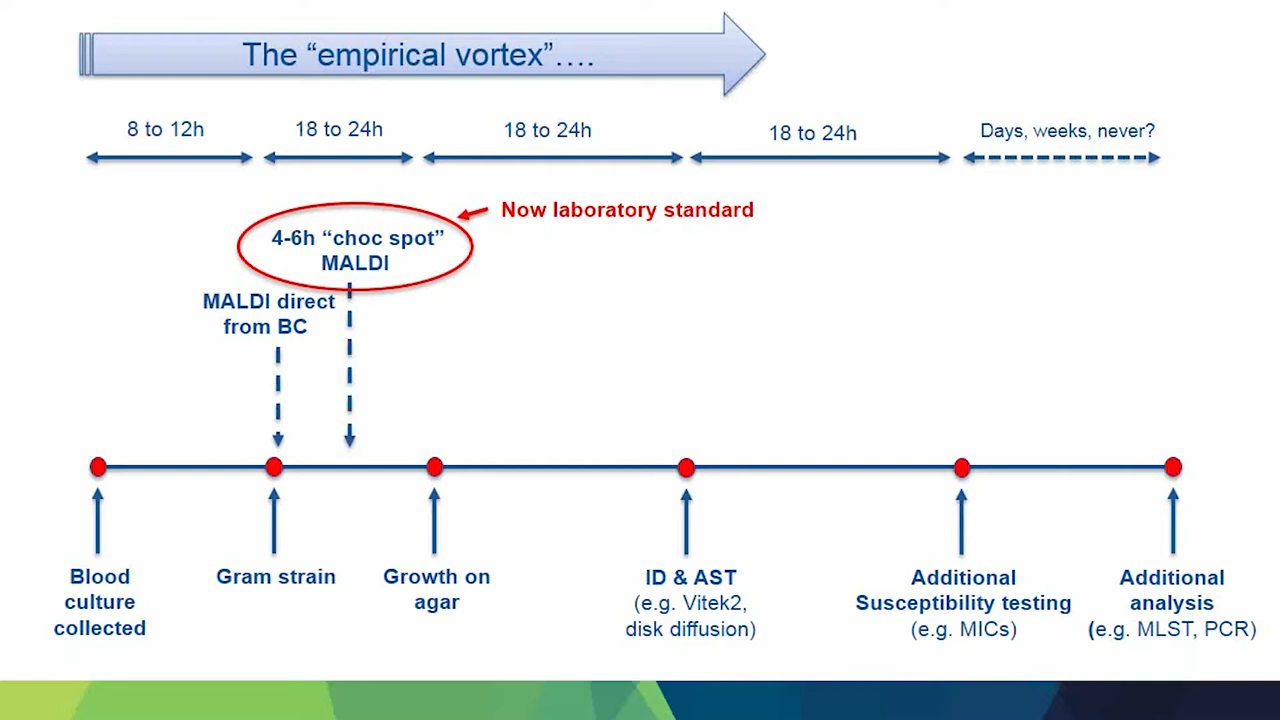 The “empirical vortex”….
8 to 12h
18 to 24h
18 to 24h
18 to 24h
Days, weeks, never?
Now laboratory standard
4-6h “choc spot”
MALDI
MALDI direct
from BC
Blood
culture
collected
Gram strain
Growth on
agar
ID & AST
(e.g. Vitek2,
disk diffusion)
Additional
Susceptibility testing
(e.g. MICs)
Additional
analysis
(e.g. MLST, PCR)